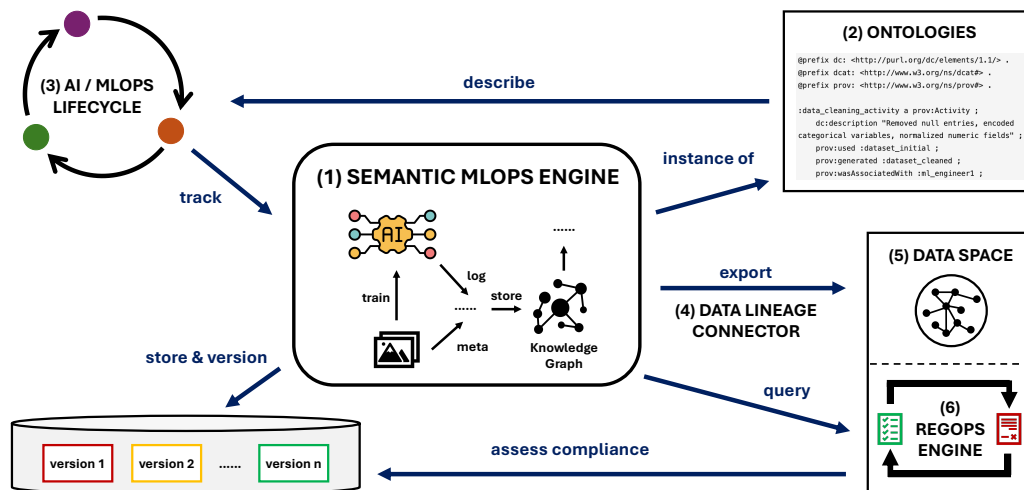 (3) AI / MLOPS
LIFECYCLE
describe
(2) ONTOLOGIES
@prefix dc: <http://purl.org/dc/elements/1.1/> .
@prefix dcat: <http://www.w3.org/ns/dcat#> .
@prefix prov: <http://www.w3.org/ns/prov#> .
:data_cleaning_activity a prov:Activity ;
dc:description "Removed null entries, encoded
categorical variables, normalized numeric fields" ;
prov:used :dataset_initial ;
prov:generated :dataset_cleaned ;
prov:wasAssociatedWith :ml_engineer1 ;
track
instance of
(1) SEMANTIC MLOPS ENGINE
AI
......
log
train
......
store
meta
Knowledge
Graph
export
(4) DATA LINEAGE
CONNECTOR
(5) DATA SPACE
store & version
query
(6)
REGOPS
ENGINE
version 1
version 2
......
version n
assess compliance